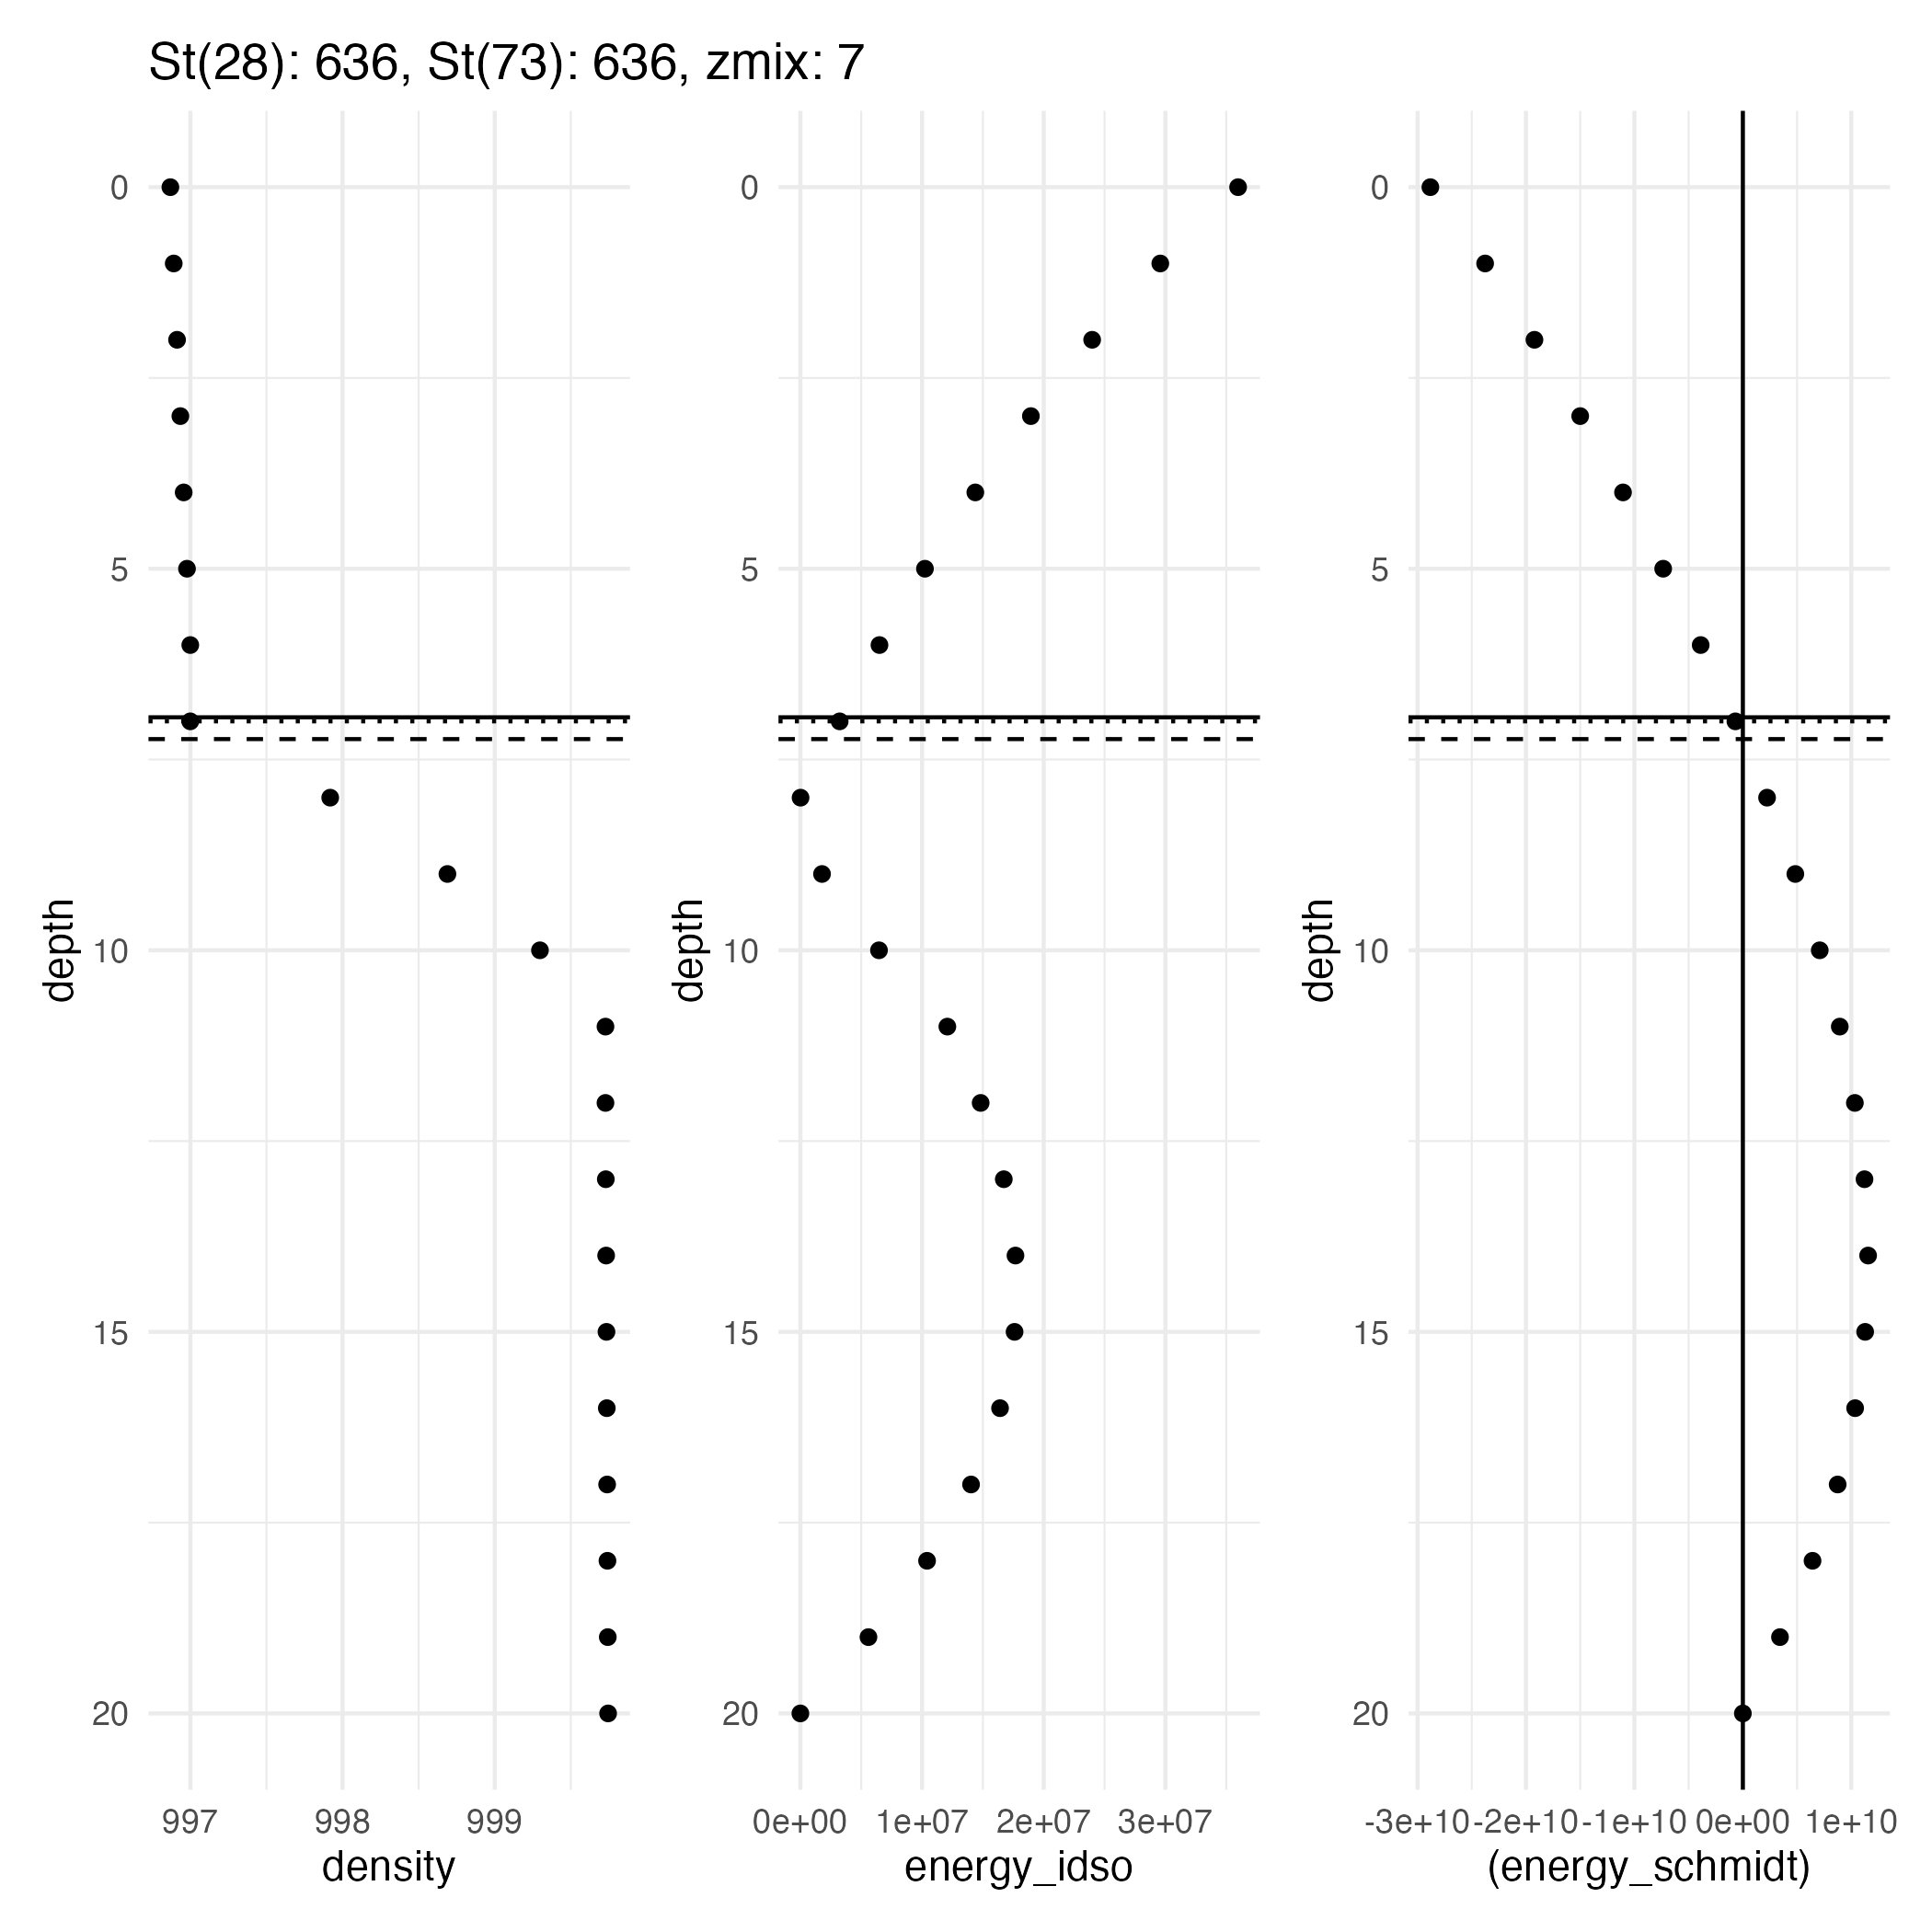 St(28): 636, St(73): 636, zmix: 7
0
5
10
15
20
depth
997
998
999
density
0
5
10
15
20
depth
0e+00
1e+07
2e+07
3e+07
energy_idso
0
5
10
15
20
depth
-3e+10
-2e+10
-1e+10
0e+00
1e+10
(energy_schmidt)